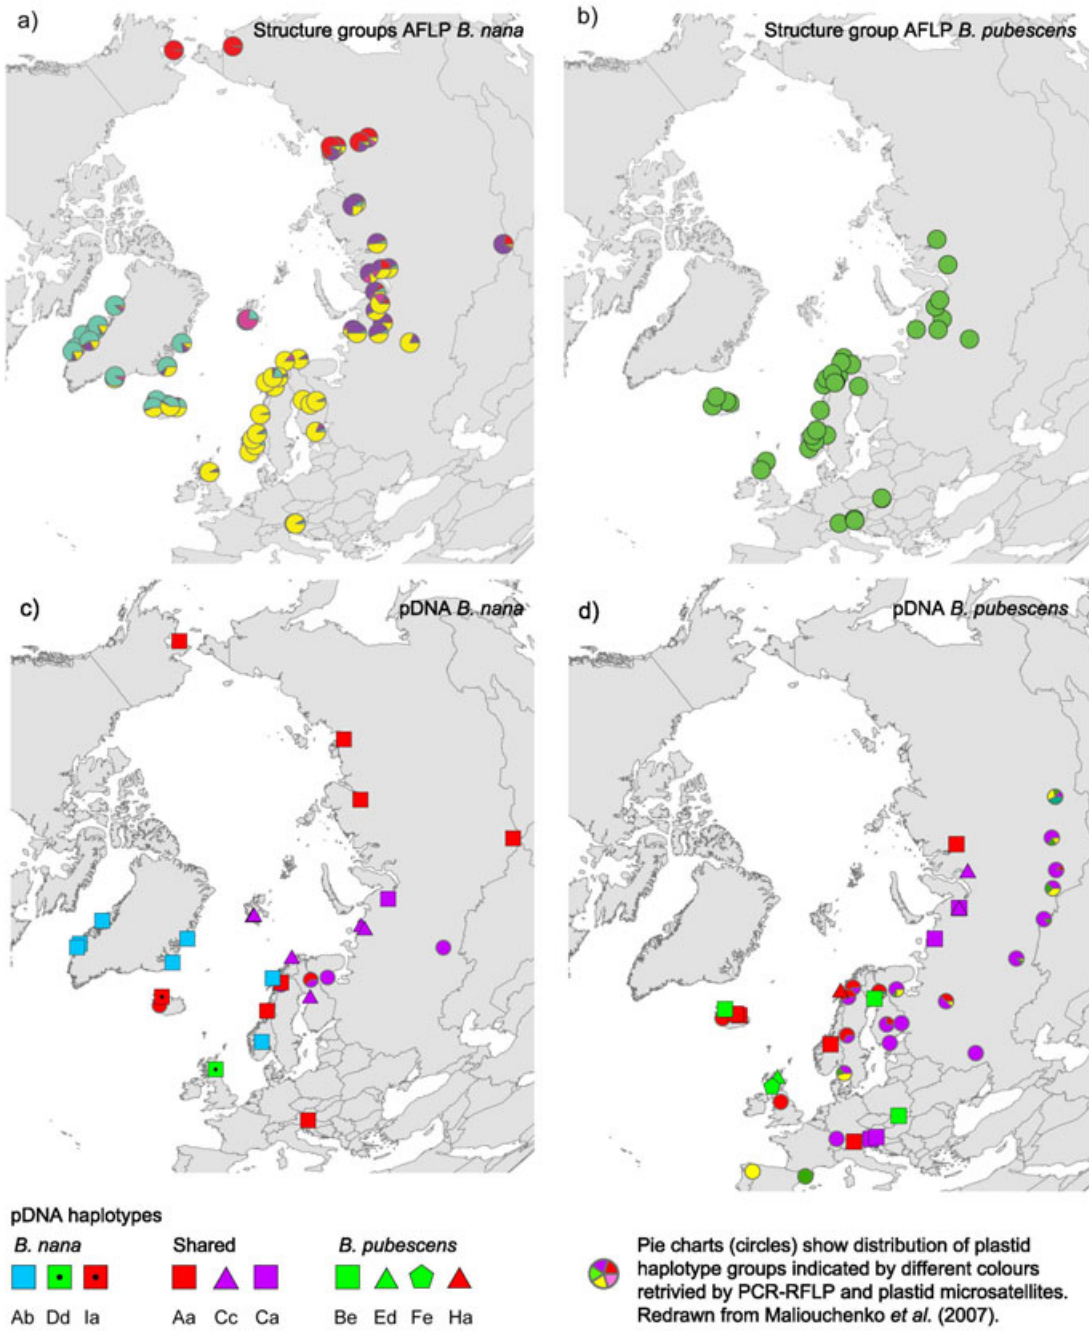 a)
Structure groups AFLP B. nana
b)
Structure group AFLP B. pubescens
c)
pDNA B. nana
d)
pDNA B. pubescens
pDNA haplotypes
B. nana
Shared
B. pubescens
Ab Dd Ia Aa Cc Ca Be Ed Fe Ha
Pie charts (circles) show distribution of plastid
haplotype groups indicated by different colours
retrivied by PCR-RFLP and plastid microsatellites.
Redrawn from Maliouchenko et al. (2007).